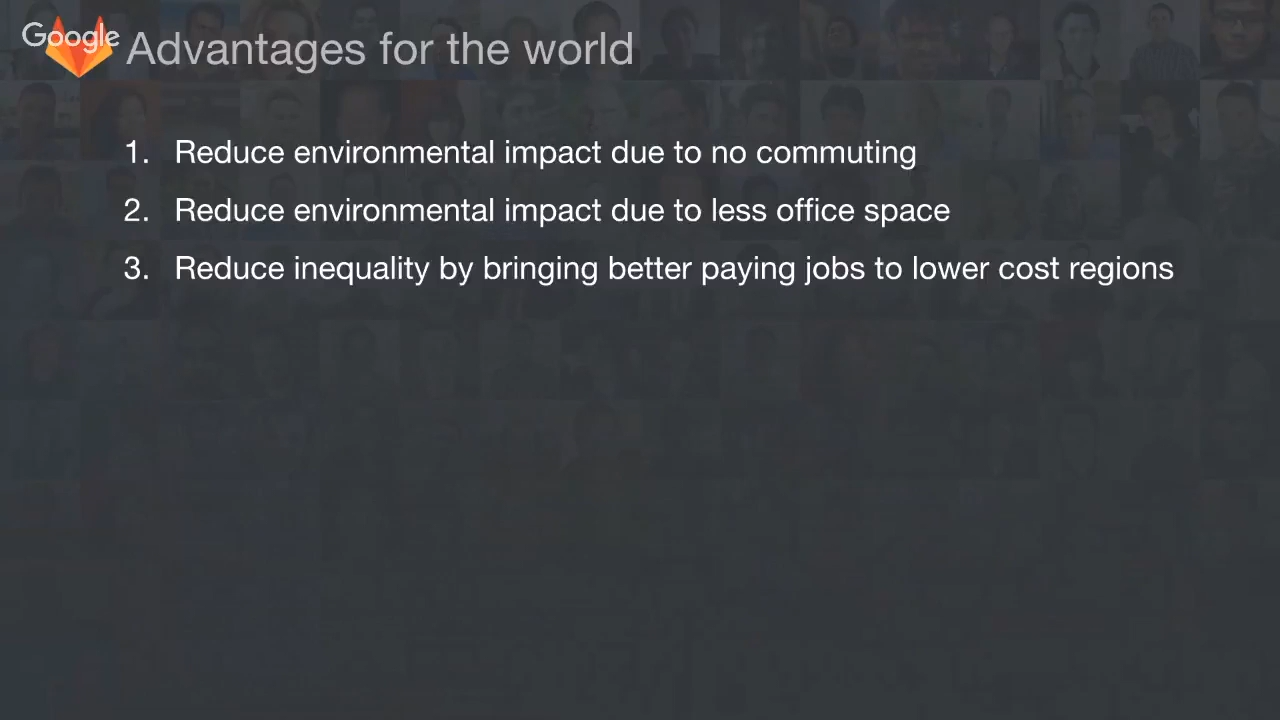 Google
Advantages for the world
1. Reduce environmental impact due to no commuting
2. Reduce environmental impact due to less office space
3. Reduce inequality by bringing better paying jobs to lower cost regions